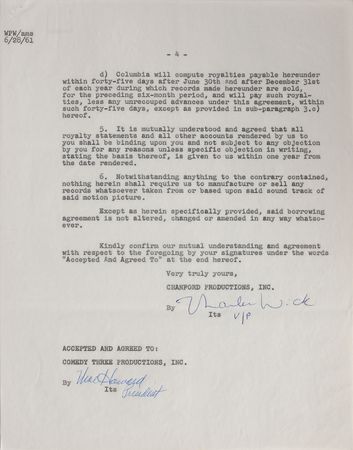 WPW/mms
6/28/61
- 4 -
d) Columbia will compute royalties payable hereunder
within forty-five days after June 30th and after December 31st
of each year during which records made hereunder are sold,
for the preceding six-month period, and will pay such royal-
ties, less any unrecouped advances under this agreement, within
such forty-five days, except as provided in sub-paragraph 3.c)
hereof.
5. It is mutually understood and agreed that all
royalty statements and all other accounts rendered by us to
you shall be binding upon you and not subject to any objection
by you for any reasons unless specific objection in writing,
stating the basis thereof, is given to us within one year from
the date rendered.
6. Notwithstanding anything to the contrary contained,
nothing herein shall require us to manufacture or sell any
records whatsoever taken from or based upon said sound track of
said motion picture.
Except as herein specifically provided, said borrowing
agreement is not altered, changed or amended in any way whatso-
ever.
Kindly confirm our mutual understanding and agreement
with respect to the foregoing by your signatures under the words
"Accepted And Agreed To" at the end hereof.
Very truly yours,
CHANFORD PRODUCTIONS, INC.
By Charles Wick
Its V/P
ACCEPTED AND AGREED TO:
COMEDY THREE PRODUCTIONS, INC.
By Moe Howard
Its President